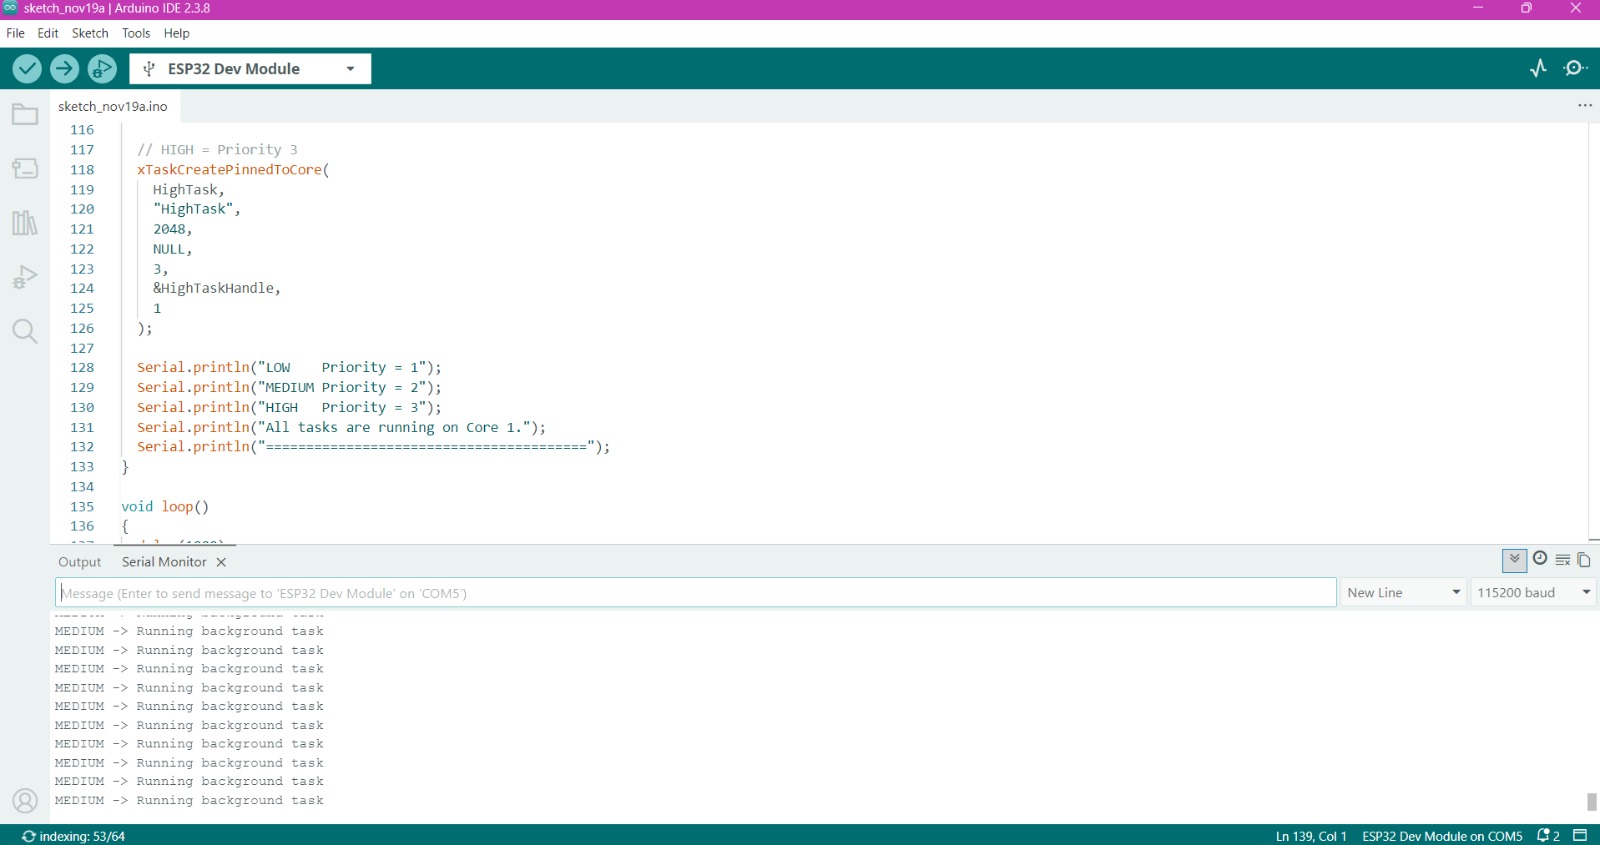 sketch_nov19a | Arduino IDE 2.3.8
File Edit Sketch Tools Help
ESP32 Dev Module
sketch_nov19a.ino
116
117 // HIGH = Priority 3
118 xTaskCreatePinnedToCore(
119 HighTask,
120 "HighTask",
121 2048,
122 NULL,
123 3,
124 &HighTaskHandle,
125 1
126 );
127
128 Serial.println("LOW    Priority = 1");
129 Serial.println("MEDIUM Priority = 2");
130 Serial.println("HIGH   Priority = 3");
131 Serial.println("All tasks are running on Core 1.");
132 Serial.println("========================================");
133 }
134
135 void loop()
136 {
Output Serial Monitor
Message (Enter to send message to 'ESP32 Dev Module' on 'COM5')
New Line 115200 baud
MEDIUM -> Running background task
MEDIUM -> Running background task
MEDIUM -> Running background task
MEDIUM -> Running background task
MEDIUM -> Running background task
MEDIUM -> Running background task
MEDIUM -> Running background task
MEDIUM -> Running background task
MEDIUM -> Running background task
MEDIUM -> Running background task
indexing: 53/64 Ln 139, Col 1 ESP32 Dev Module on COM5 2